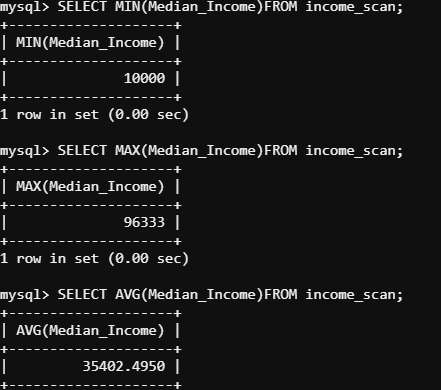 mysql> SELECT MIN(Median_Income)FROM income_scan;
+--------------------+
| MIN(Median_Income) |
+--------------------+
|              10000 |
+--------------------+
1 row in set (0.00 sec)

mysql> SELECT MAX(Median_Income)FROM income_scan;
+--------------------+
| MAX(Median_Income) |
+--------------------+
|              96333 |
+--------------------+
1 row in set (0.00 sec)

mysql> SELECT AVG(Median_Income)FROM income_scan;
+--------------------+
| AVG(Median_Income) |
+--------------------+
|         35402.4950 |
+--------------------+